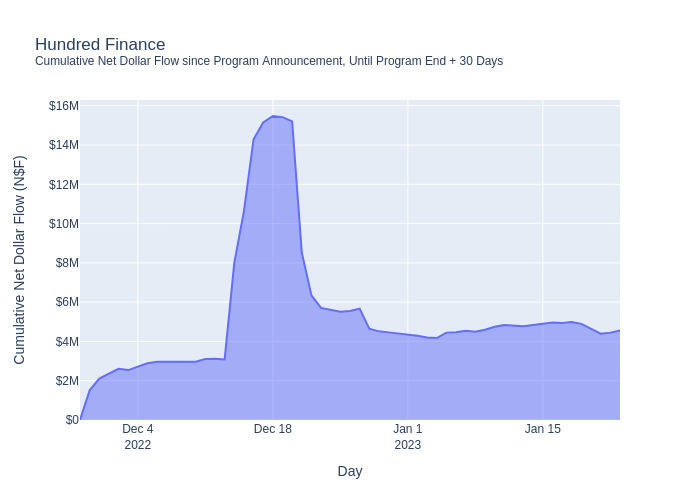 Hundred Finance
Cumulative Net Dollar Flow since Program Announcement, Until Program End + 30 Days
Cumulative Net Dollar Flow (N$F)
$16M
$14M
$12M
$10M
$8M
$6M
$4M
$2M
$0
Dec 4
2022
Dec 18
Jan 1
2023
Jan 15
Day